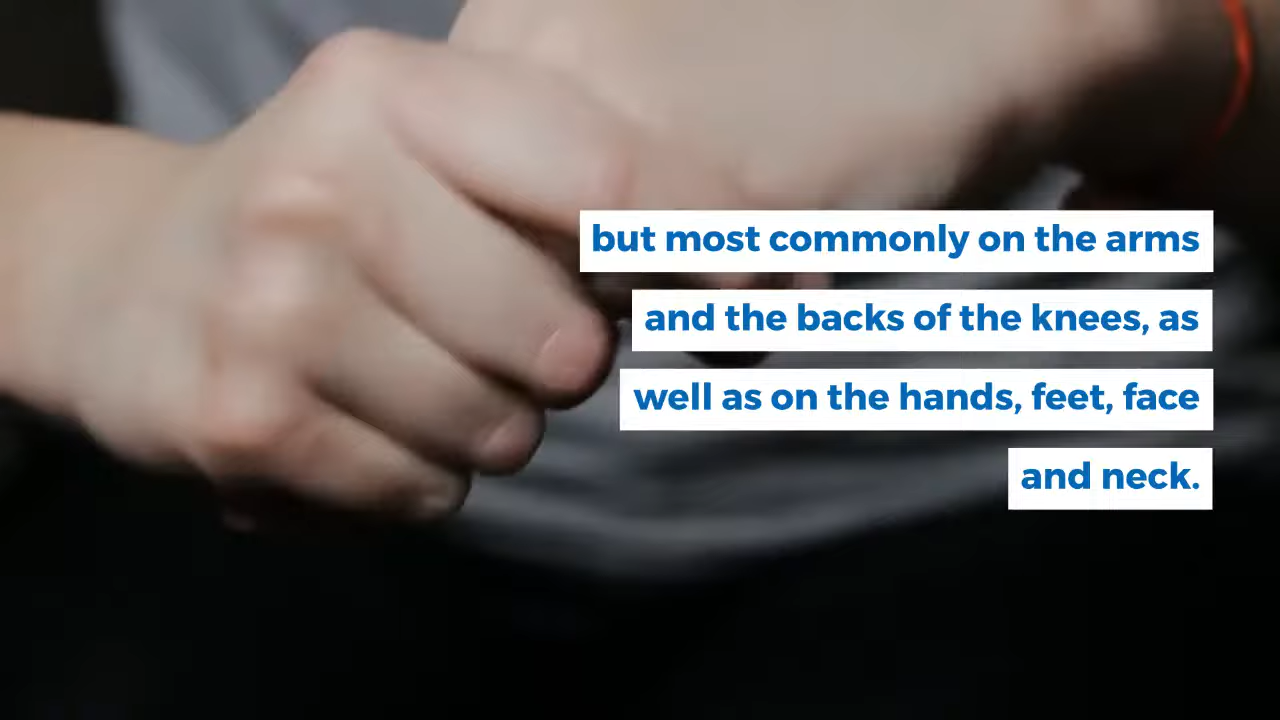 but most commonly on the arms
and the backs of the knees, as
well as on the hands, feet, face
and neck.